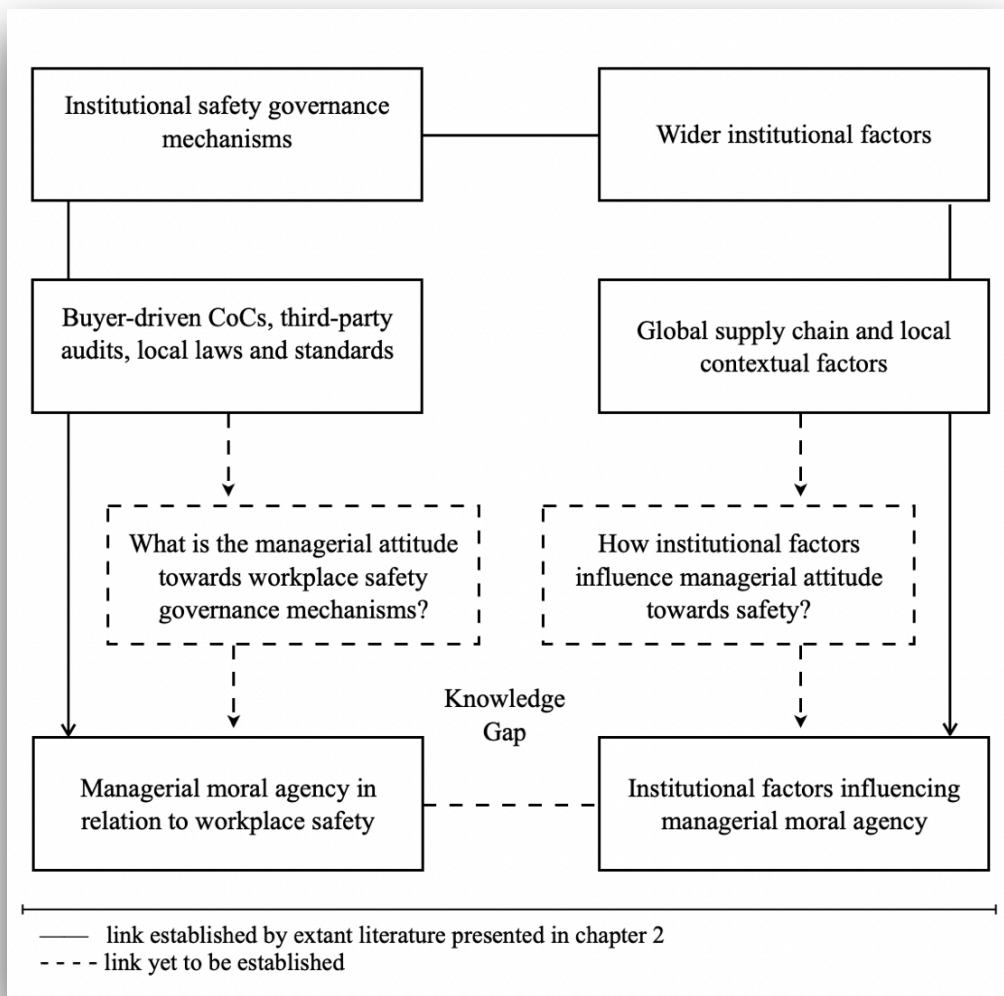 Institutional safety governance
mechanisms
Wider institutional factors
Buyer-driven CoCs, third-party
audits, local laws and standards
Global supply chain and local
contextual factors
What is the managerial attitude
towards workplace safety
governance mechanisms?
How institutional factors
influence managerial attitude
towards safety?
Knowledge
Gap
Managerial moral agency in
relation to workplace safety
Institutional factors influencing
managerial moral agency
link established by extant literature presented in chapter 2
link yet to be established